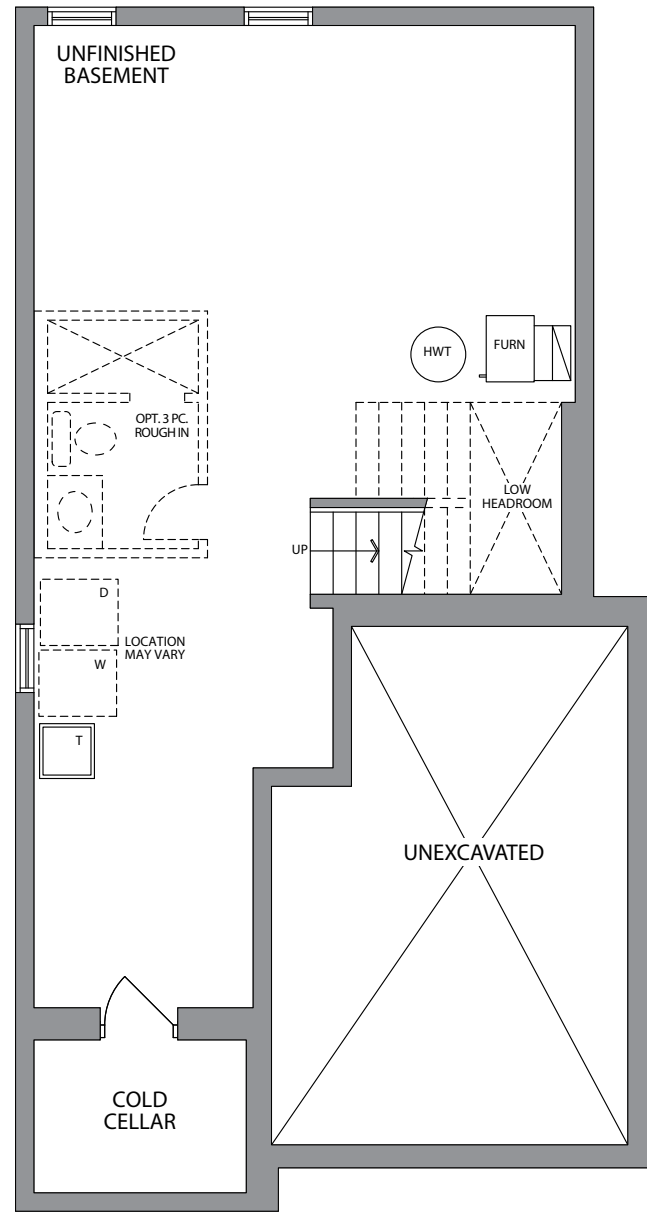 UNFINISHED
BASEMENT
HWT
FURN
OPT. 3 PC.
ROUGH IN
LOW
HEADROOM
UP
D
LOCATION
MAY VARY
W
T
UNEXCAVATED
COLD
CELLAR